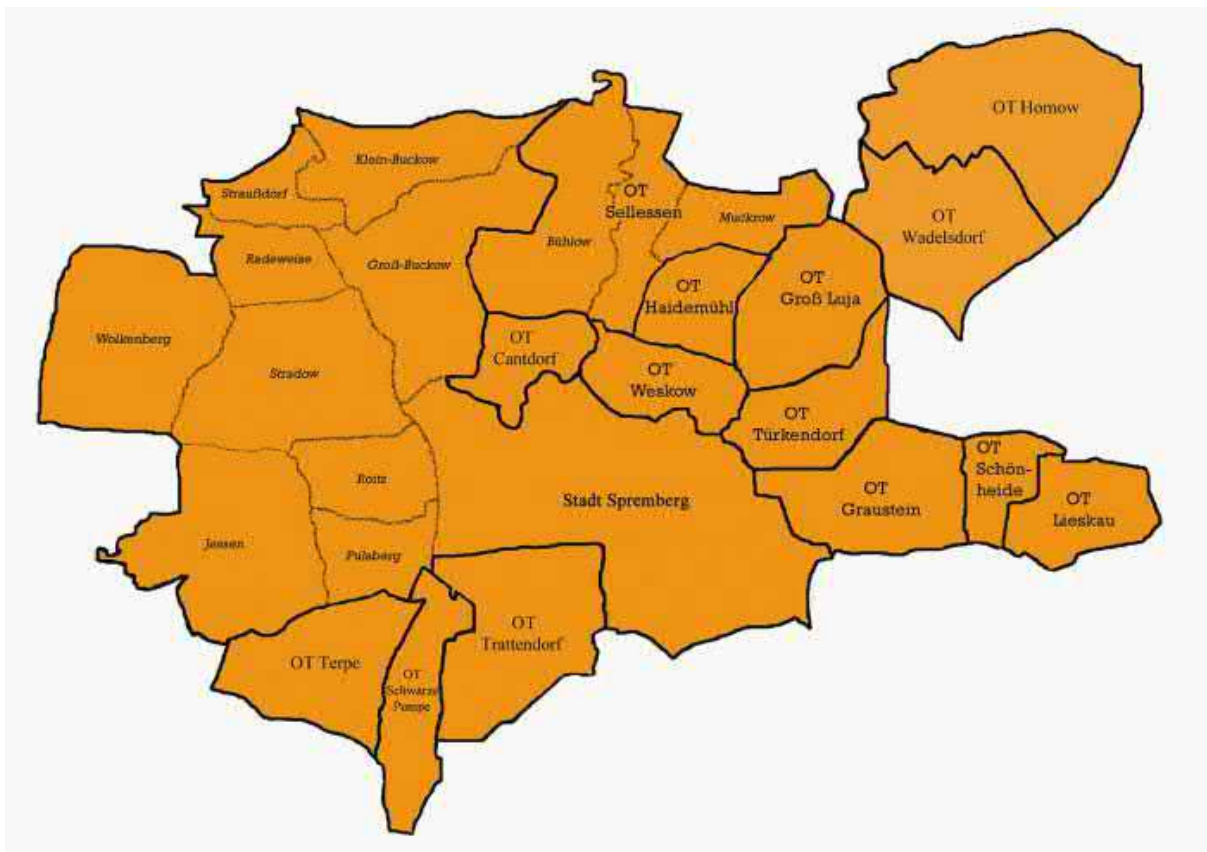 OT Hornow
Klein-Buckow
Straußdorf
OT
Sellessen
Muckrow
OT
Wadelsdorf
Bühlow
Radeweise
Groß-Buckow
OT
Haidemühl
OT
Groß Luja
Wolkenberg
OT
Cantdorf
Stradow
OT
Weskow
OT
Türkendorf
OT
Schön-
heide
Roitz
Stadt Spremberg
OT
Graustein
OT
Lieskau
Jessen
Pulsberg
OT
Trattendorf
OT Terpe
OT
Schwarze
Pumpe